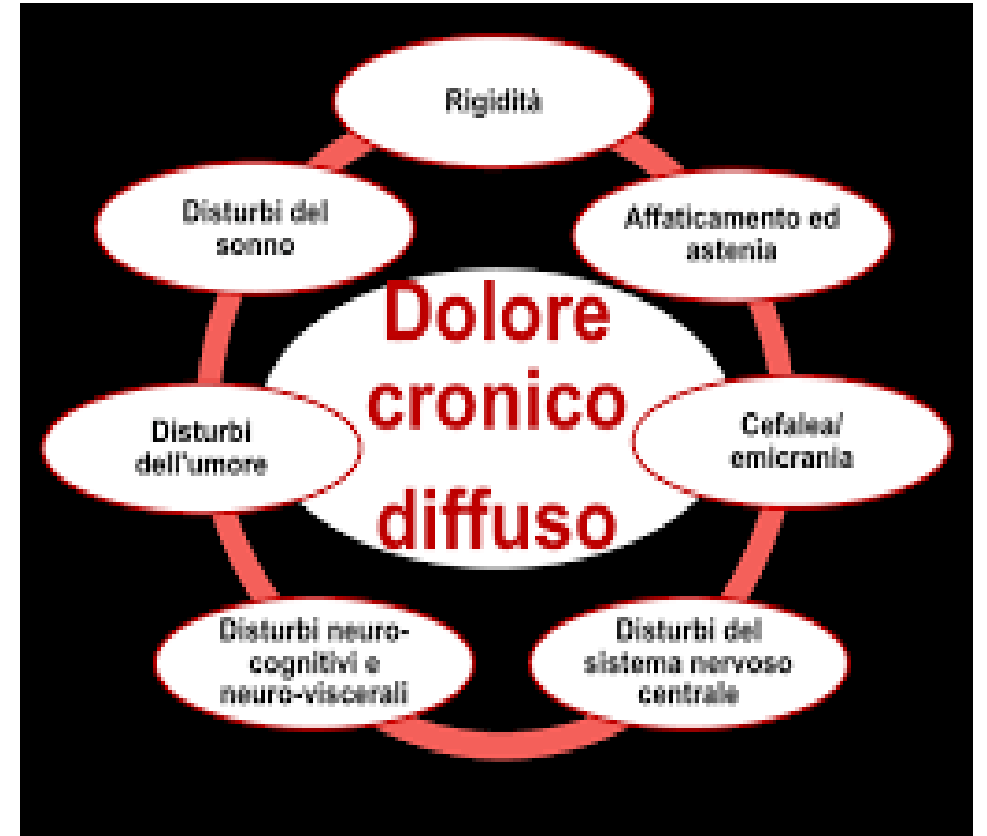 Rigidità
Disturbi del
sonno
Affaticamento ed
astenia
Dolore
cronico
diffuso
Disturbi
dell'umore
Cefalea/
emicrania
Disturbi neuro-
cognitivi e
neuro-viscerali
Disturbi del
sistema nervoso
centrale